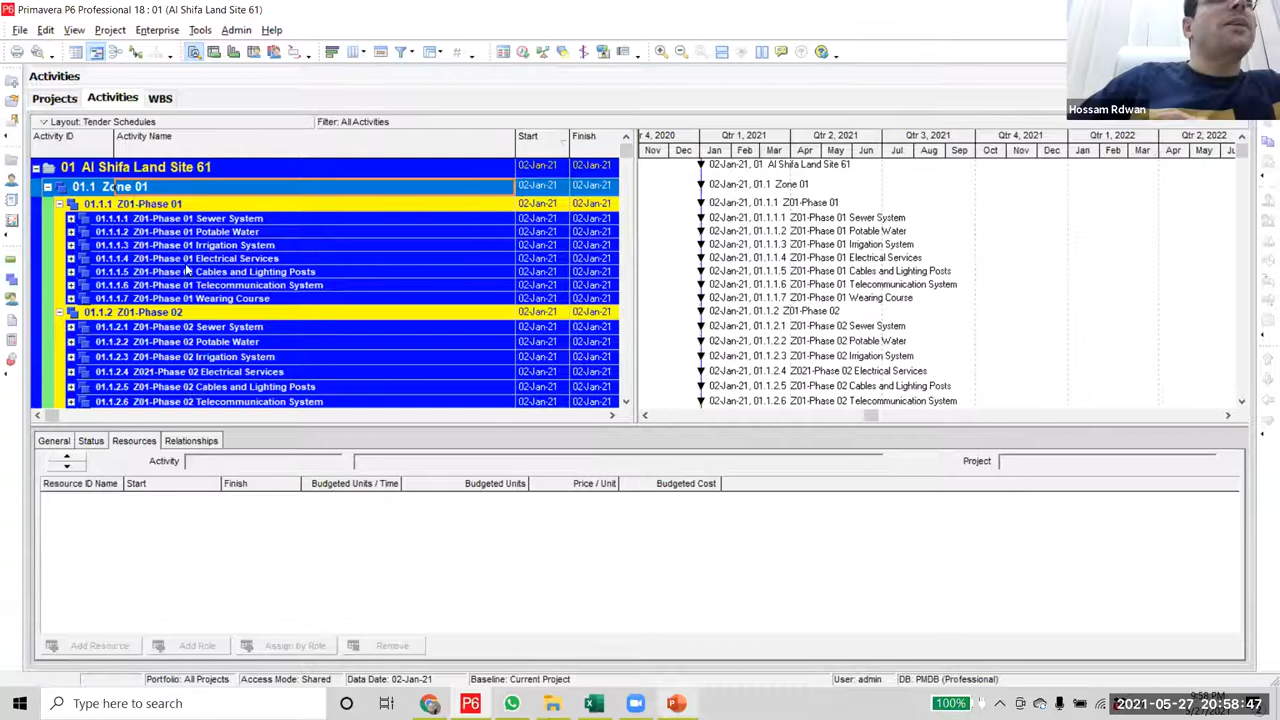 Primavera P6 Professional 18 : 01 (Al Shifa Land Site 61)
File Edit View Project Enterprise Tools Admin Help
Hossam Rdwan
Activities
Projects Activities WBS
Layout: Tender Schedules Filter: All Activities
Activity ID Activity Name Start Finish
r 4, 2020 Qtr 1, 2021 Qtr 2, 2021 Qtr 3, 2021 Qtr 4, 2021 Qtr 1, 2022 Qtr 2, 2022
Nov Dec Jan Feb Mar Apr May Jun Jul Aug Sep Oct Nov Dec Jan Feb Mar Apr May Ju
01 Al Shifa Land Site 61 02-Jan-21 02-Jan-21 02-Jan-21, 01 Al Shifa Land Site 61
01.1 Zone 01 02-Jan-21 02-Jan-21 02-Jan-21, 01.1 Zone 01
01.1.1 Z01-Phase 01 02-Jan-21 02-Jan-21 02-Jan-21, 01.1.1 Z01-Phase 01
01.1.1.1 Z01-Phase 01 Sewer System 02-Jan-21 02-Jan-21 02-Jan-21, 01.1.1.1 Z01-Phase 01 Sewer System
01.1.1.2 Z01-Phase 01 Potable Water 02-Jan-21 02-Jan-21 02-Jan-21, 01.1.1.2 Z01-Phase 01 Potable Water
01.1.1.3 Z01-Phase 01 Irrigation System 02-Jan-21 02-Jan-21 02-Jan-21, 01.1.1.3 Z01-Phase 01 Irrigation System
01.1.1.4 Z01-Phase 01 Electrical Services 02-Jan-21 02-Jan-21 02-Jan-21, 01.1.1.4 Z01-Phase 01 Electrical Services
01.1.1.5 Z01-Phase 01 Cables and Lighting Posts 02-Jan-21 02-Jan-21 02-Jan-21, 01.1.1.5 Z01-Phase 01 Cables and Lighting Posts
01.1.1.6 Z01-Phase 01 Telecommunication System 02-Jan-21 02-Jan-21 02-Jan-21, 01.1.1.6 Z01-Phase 01 Telecommunication System
01.1.1.7 Z01-Phase 01 Wearing Course 02-Jan-21 02-Jan-21 02-Jan-21, 01.1.1.7 Z01-Phase 01 Wearing Course
01.1.2 Z01-Phase 02 02-Jan-21 02-Jan-21 02-Jan-21, 01.1.2 Z01-Phase 02
01.1.2.1 Z01-Phase 02 Sewer System 02-Jan-21 02-Jan-21 02-Jan-21, 01.1.2.1 Z01-Phase 02 Sewer System
01.1.2.2 Z01-Phase 02 Potable Water 02-Jan-21 02-Jan-21 02-Jan-21, 01.1.2.2 Z01-Phase 02 Potable Water
01.1.2.3 Z01-Phase 02 Irrigation System 02-Jan-21 02-Jan-21 02-Jan-21, 01.1.2.3 Z01-Phase 02 Irrigation System
01.1.2.4 Z021-Phase 02 Electrical Services 02-Jan-21 02-Jan-21 02-Jan-21, 01.1.2.4 Z021-Phase 02 Electrical Services
01.1.2.5 Z01-Phase 02 Cables and Lighting Posts 02-Jan-21 02-Jan-21 02-Jan-21, 01.1.2.5 Z01-Phase 02 Cables and Lighting Posts
01.1.2.6 Z01-Phase 02 Telecommunication System 02-Jan-21 02-Jan-21 02-Jan-21, 01.1.2.6 Z01-Phase 02 Telecommunication System
General Status Resources Relationships
Activity Project
Resource ID Name Start Finish Budgeted Units / Time Budgeted Units Price / Unit Budgeted Cost
Add Resource Add Role Assign by Role Remove
Portfolio: All Projects Access Mode: Shared Data Date: 02-Jan-21 Baseline: Current Project User: admin DB: PMDB (Professional)
Type here to search 100% 9:58 PM
2021-05-27 20:58:47